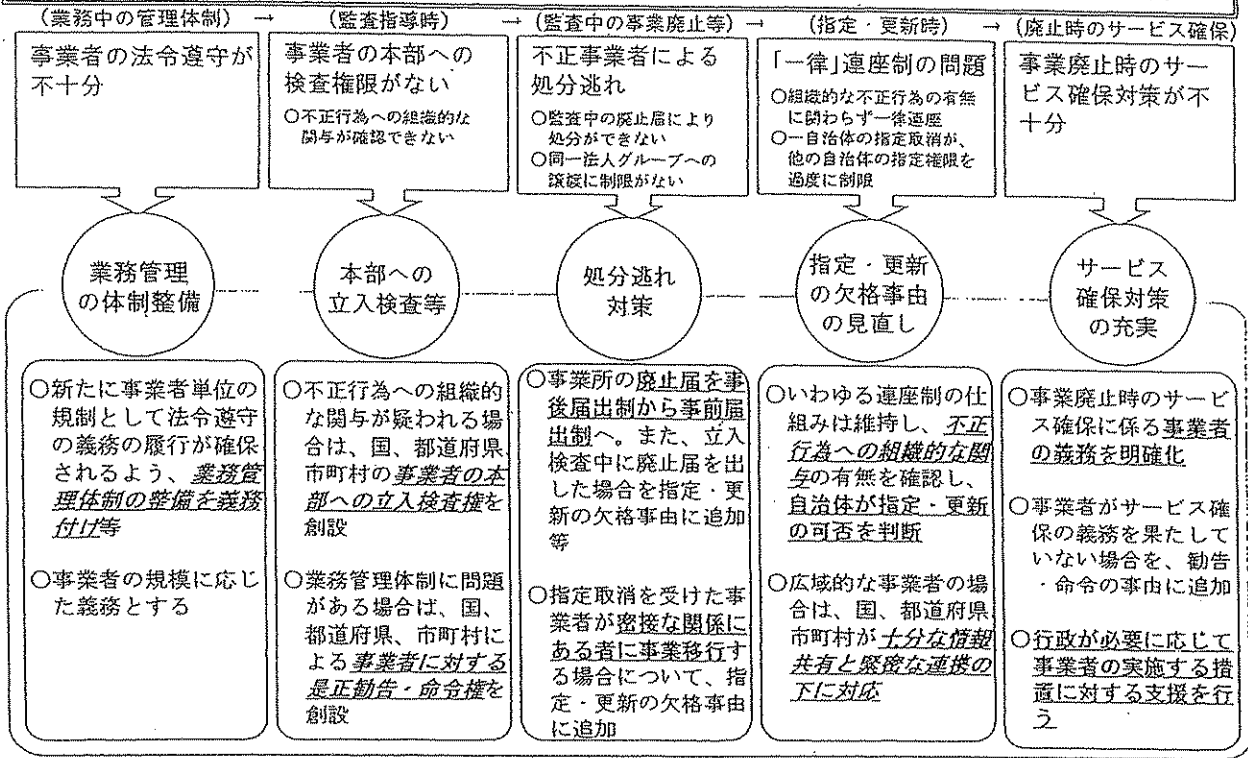 (業務中の管理体制) → (監査指導時) → (監査中の事業廃止等) → (指定・更新時) → (廃止時のサービス確保)
事業者の法令遵守が
不十分
事業者の本部への
検査権限がない
○不正行為への組織的な
関与が確認できない
不正事業者による
処分逃れ
○監査中の廃止届により
処分ができない
○同一法人グループへの
譲渡に制限がない
「一律」連座制の問題
○組織的な不正行為の有無
に関わらず一律連座
○一自治体の指定取消が、
他の自治体の指定権限を
過度に制限
事業廃止時のサー
ビス確保対策が不
十分
業務管理
の体制整備
本部への
立入検査等
処分逃れ
対策
指定・更新
の欠格事由
の見直し
サービス
確保対策
の充実
○新たに事業者単位の
規制として法令遵守
の義務の履行が確保
されるよう、業務管
理体制の整備を義務
付け等
○事業者の規模に応じ
た義務とする
○不正行為への組織的
な関与が疑われる場
合は、国、都道府県、
市町村の事業者の本
部への立入検査権を
創設
○業務管理体制に問題
がある場合は、国、
都道府県、市町村に
よる事業者に対する
是正勧告・命令権を
創設
○事業所の廃止届を事
後届出制から事前届
出制へ。また、立入
検査中に廃止届を出
した場合を指定・更
新の欠格事由に追加
等
○指定取消を受けた事
業者が密接な関係に
ある者に事業移行す
る場合について、指
定・更新の欠格事由
に追加
○いわゆる連座制の仕
組みは維持し、不正
行為への組織的な関
与の有無を確認し、
自治体が指定・更新
の可否を判断
○広域的な事業者の場
合は、国、都道府県、
市町村が十分な情報
共有と緊密な連携の
下に対応
○事業廃止時のサービ
ス確保に係る事業者
の義務を明確化
○事業者がサービス確
保の義務を果たして
いない場合を、勧告
・命令の事由に追加
○行政が必要に応じて
事業者の実施する措
置に対する支援を行
う